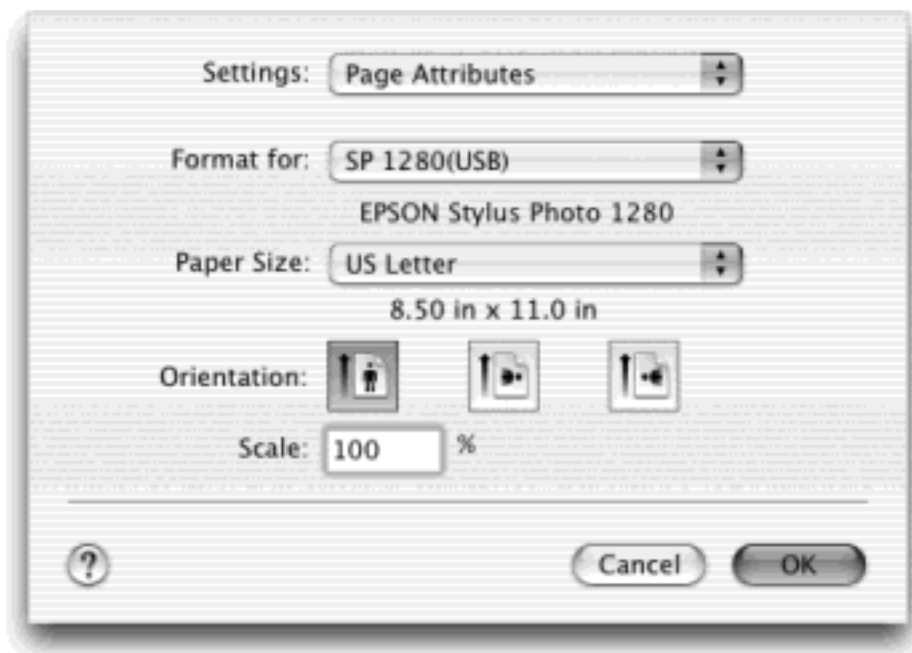 Settings: Page Attributes
Format for: SP 1280(USB)
EPSON Stylus Photo 1280
Paper Size: US Letter
8.50 in x 11.0 in
Orientation:
Scale: 100 %
? Cancel OK